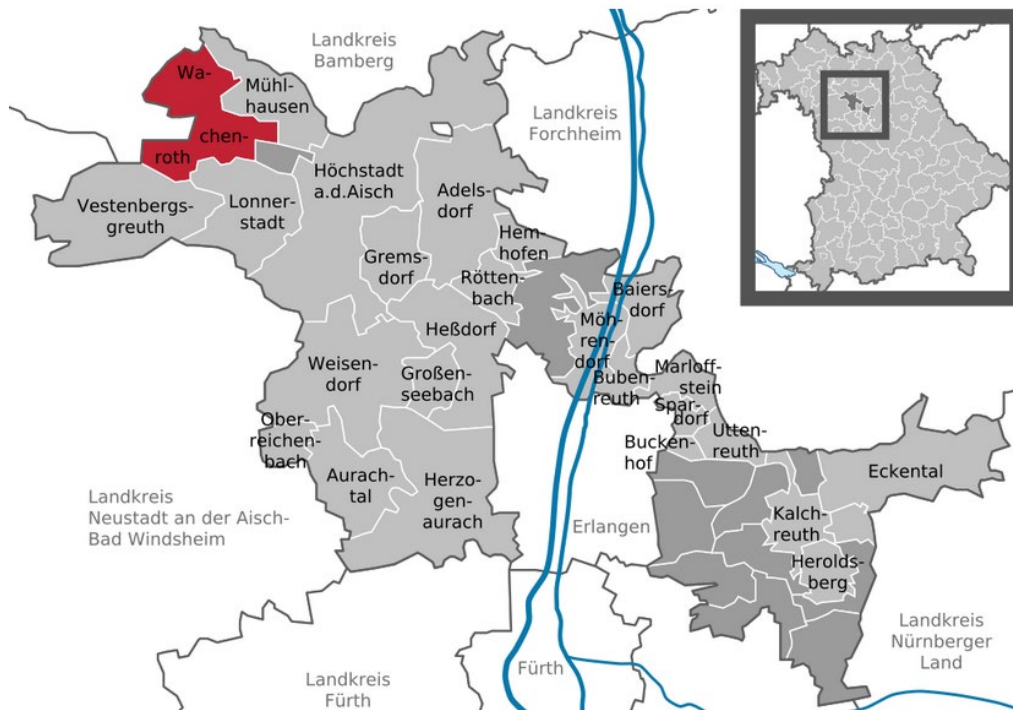 Landkreis
Bamberg
Wa-
chen-
roth
Mühl-
hausen
Landkreis
Forchheim
Höchstadt
a.d.Aisch
Adels-
dorf
Vestenbergs-
greuth
Lonner-
stadt
Hem-
hofen
Grems-
dorf
Rötten-
bach
Baiers-
dorf
Möh-
ren-
dorf
Heßdorf
Weisen-
dorf
Großen-
seebach
Buben-
reuth
Marloff-
stein
Spar-
dorf
Utten-
reuth
Ober-
reichen-
bach
Bucken-
hof
Eckental
Aurach-
tal
Herzo-
gen-
aurach
Kalch-
reuth
Landkreis
Neustadt an der Aisch-
Bad Windsheim
Erlangen
Herolds-
berg
Landkreis
Nürnberger
Land
Fürth
Landkreis
Fürth